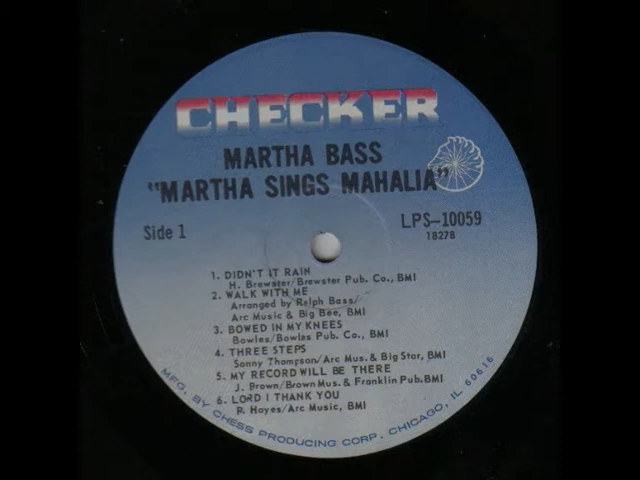 CHECKER
MARTHA BASS
"MARTHA SINGS MAHALIA"
Side 1
LPS-10059
18278
1. DIDN'T IT RAIN
H. Brewster/Brewster Pub. Co., BMI
2. WALK WITH ME
Arranged by Ralph Bass/
Arc Music & Big Bee, BMI
3. BOWED IN MY KNEES
Bowles/Bowles Pub. Co., BMI
4. THREE STEPS
Sonny Thompson/Arc Mus. & Big Star, BMI
5. MY RECORD WILL BE THERE
J. Brown/Brown Mus. & Franklin Pub. BMI
6. LORD I THANK YOU
R. Hayes/Arc Music, BMI
MFG. BY CHESS PRODUCING CORP. CHICAGO, IL 60616